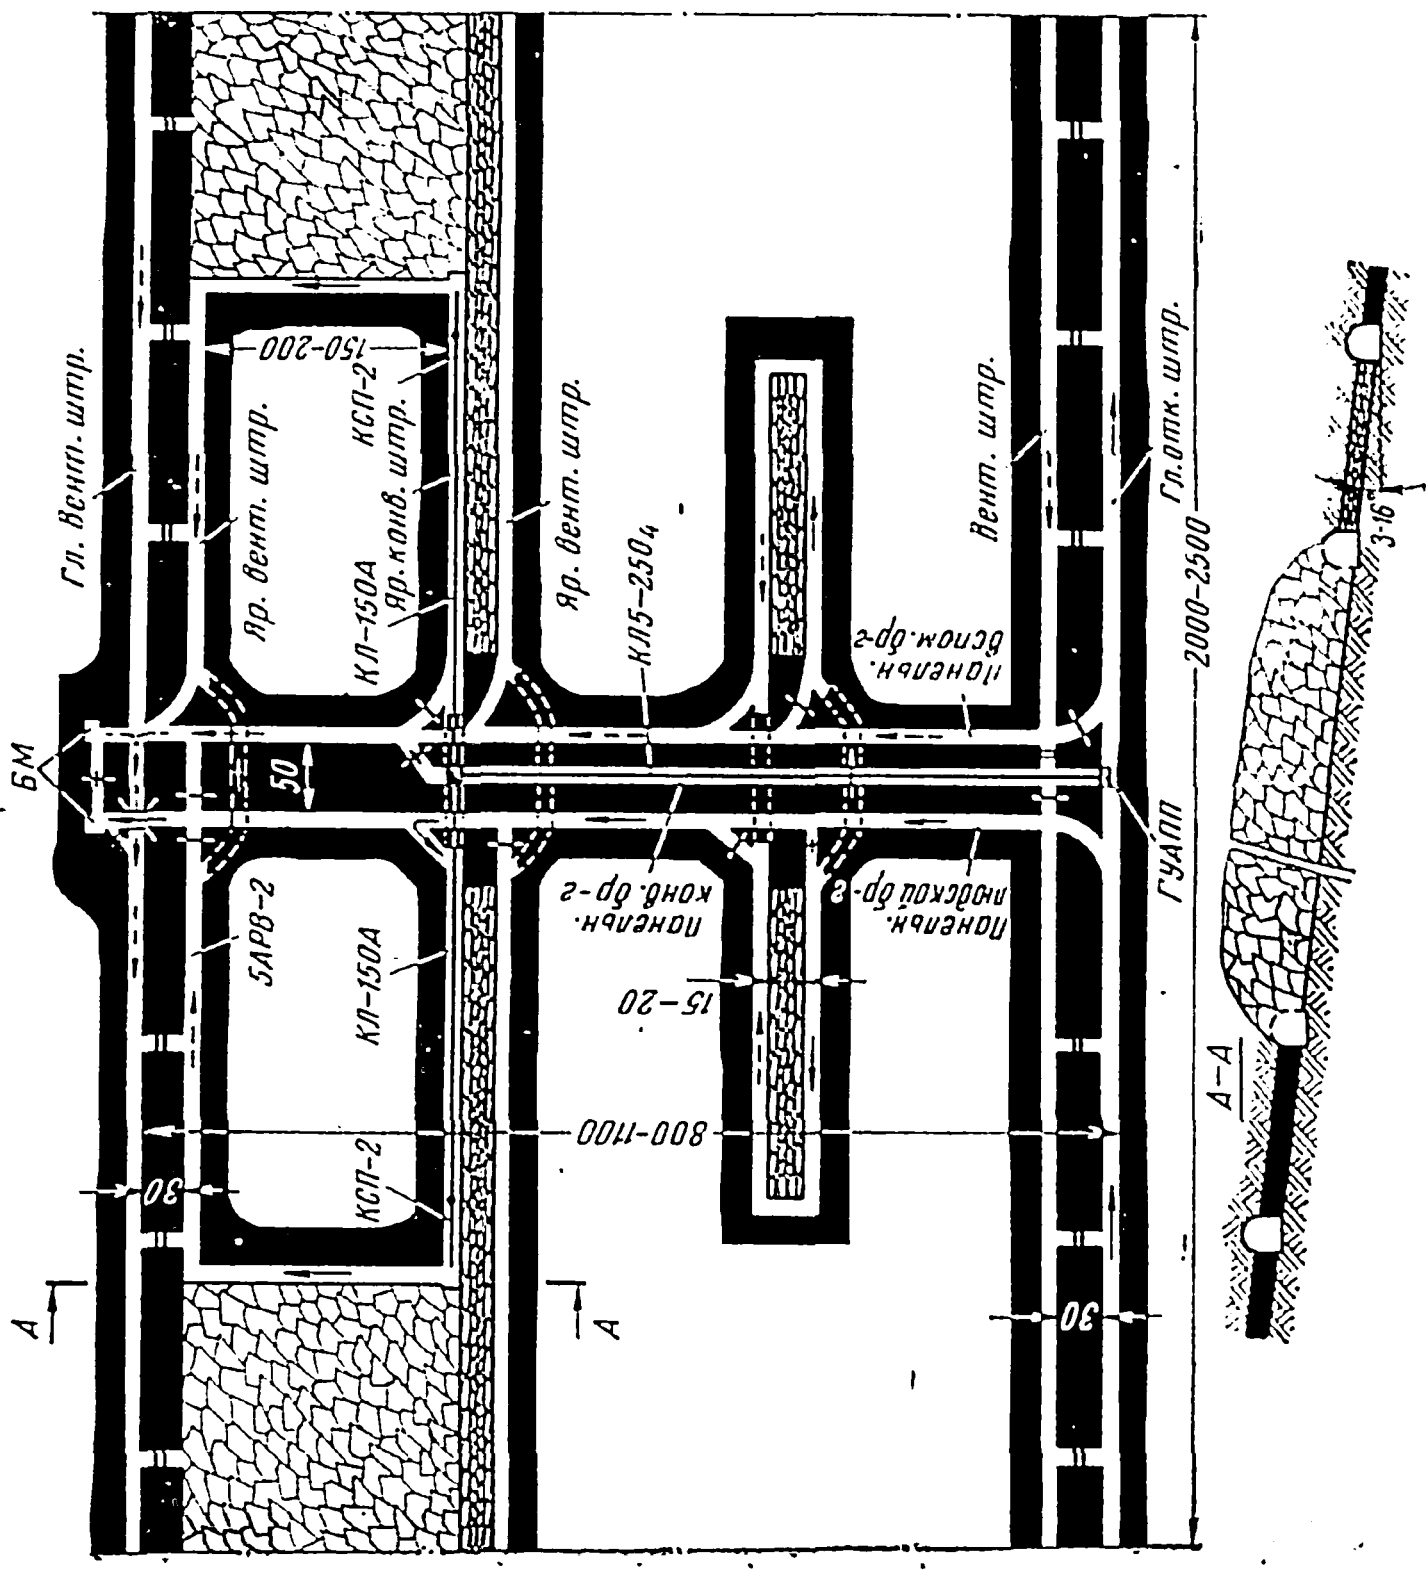 БМ
Гл. вент. штр.
Яр. вент. штр.
150-200
КСП-2
КЛ-150А
Яр. конв. штр.
Яр. вент. штр.
КЛ5-250ч
Вент. штр.
Гл. отк. штр.
2000-2500
50
Панельн.
вспом. бр-г
5АРВ-2
КЛ-150А
Панельн.
конв. бр-г
Панельн.
людской бр-
г
ГУАПП
15-20
800-1100
КСП-2
30
30
А
А
А-А
3-16